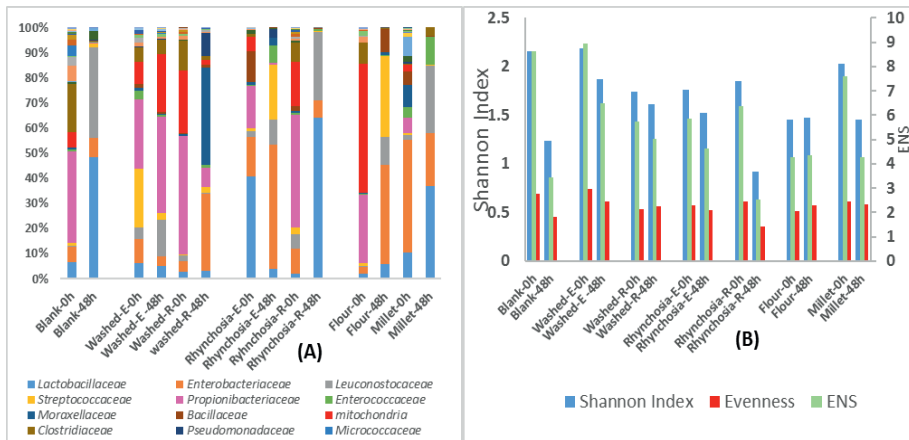 100%
90%
80%
70%
60%
50%
40%
30%
20%
10%
0%
Blank-0h
Blank-48h
Washed-E-0h
Washed-E -48h
Washed-R-0h
washed-R-48h
Rhynchosia-E-0h
Rhynchosia-E-48h
Ryhnchosia-R-0h
Rhynchosia-R-48h
Flour-0h
Flour-48h
Millet-0h
Millet-48h
(A)
Lactobacillaceae
Enterobacteriaceae
Leuconostocaceae
Streptococcaceae
Propionibacteriaceae
Enterococcaceae
Moraxellaceae
Bacillaceae
mitochondria
Clostridiaceae
Pseudomonadaceae
Micrococcaceae
2.5
2
1.5
1
0.5
0
Shannon Index
10
9
8
7
6
5
4
3
2
1
0
ENS
Blank-0h
Blank-48h
Washed-E-0h
Washed-E -48h
Washed-R-0h
Washed-R-48h
Rhynchosia-E-0h
Rhynchosia-E-48h
Rhynchosia-R-0h
Rhynchosia-R-48h
Flour-0h
Flour-48h
Millet-0h
Millet-48h
(B)
Shannon Index
Evenness
ENS